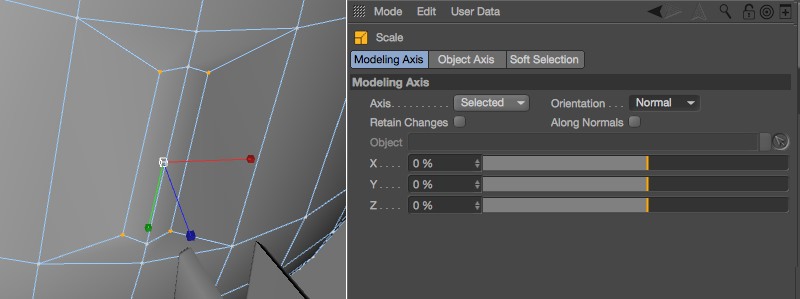 Mode Edit User Data
Scale
Modeling Axis Object Axis Soft Selection
Modeling Axis
Axis. . . . . . . . . . Selected Orientation . . . Normal
Retain Changes Along Normals
Object
X . . . . 0 %
Y . . . . 0 %
Z . . . . 0 %